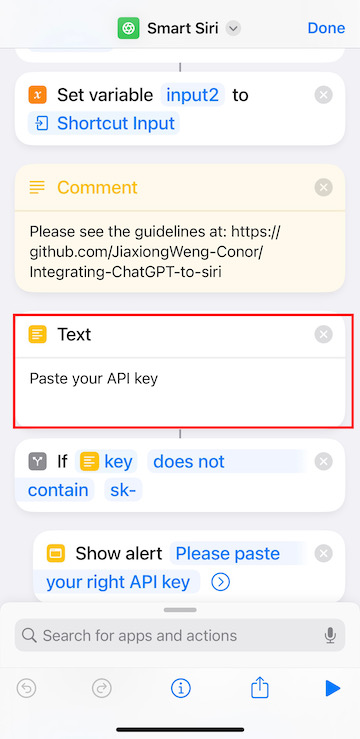 Smart Siri
Done
Set variable input2 to
Shortcut Input
Comment
Please see the guidelines at: https://
github.com/JiaxiongWeng-Conor/
Integrating-ChatGPT-to-siri
Text
Paste your API key
If key does not
contain sk-
Show alert Please paste
your right API key
Search for apps and actions